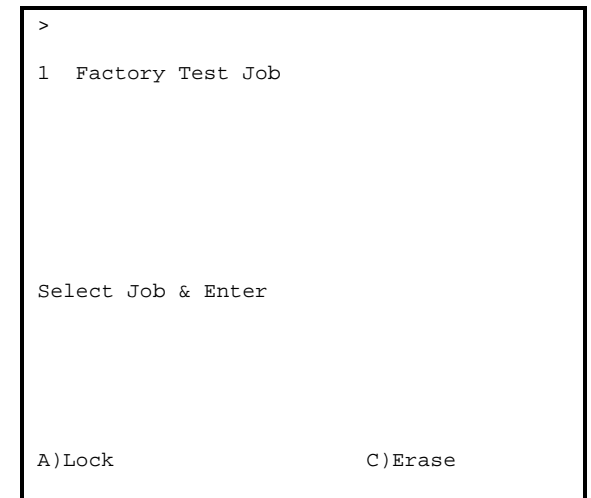 >
1  Factory Test Job
Select Job & Enter
A)Lock                    C)Erase